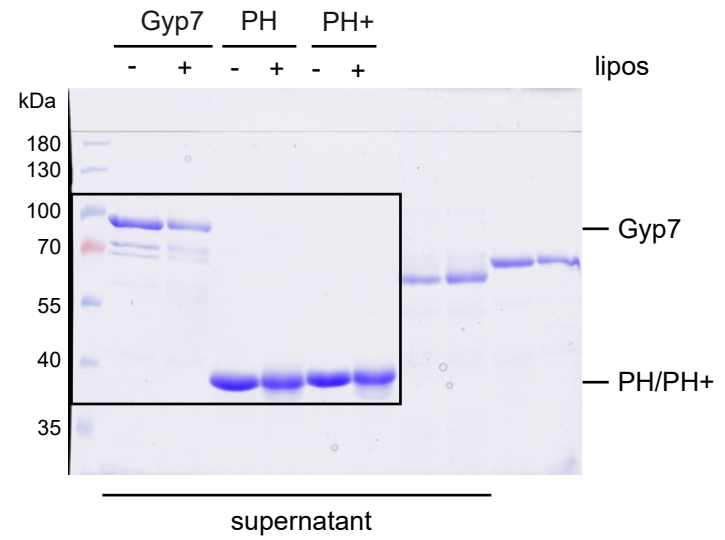 Gyp7 PH PH+
- + - + - + lipos
kDa
180
130
100
Gyp7
70
55
40
PH/PH+
35
supernatant